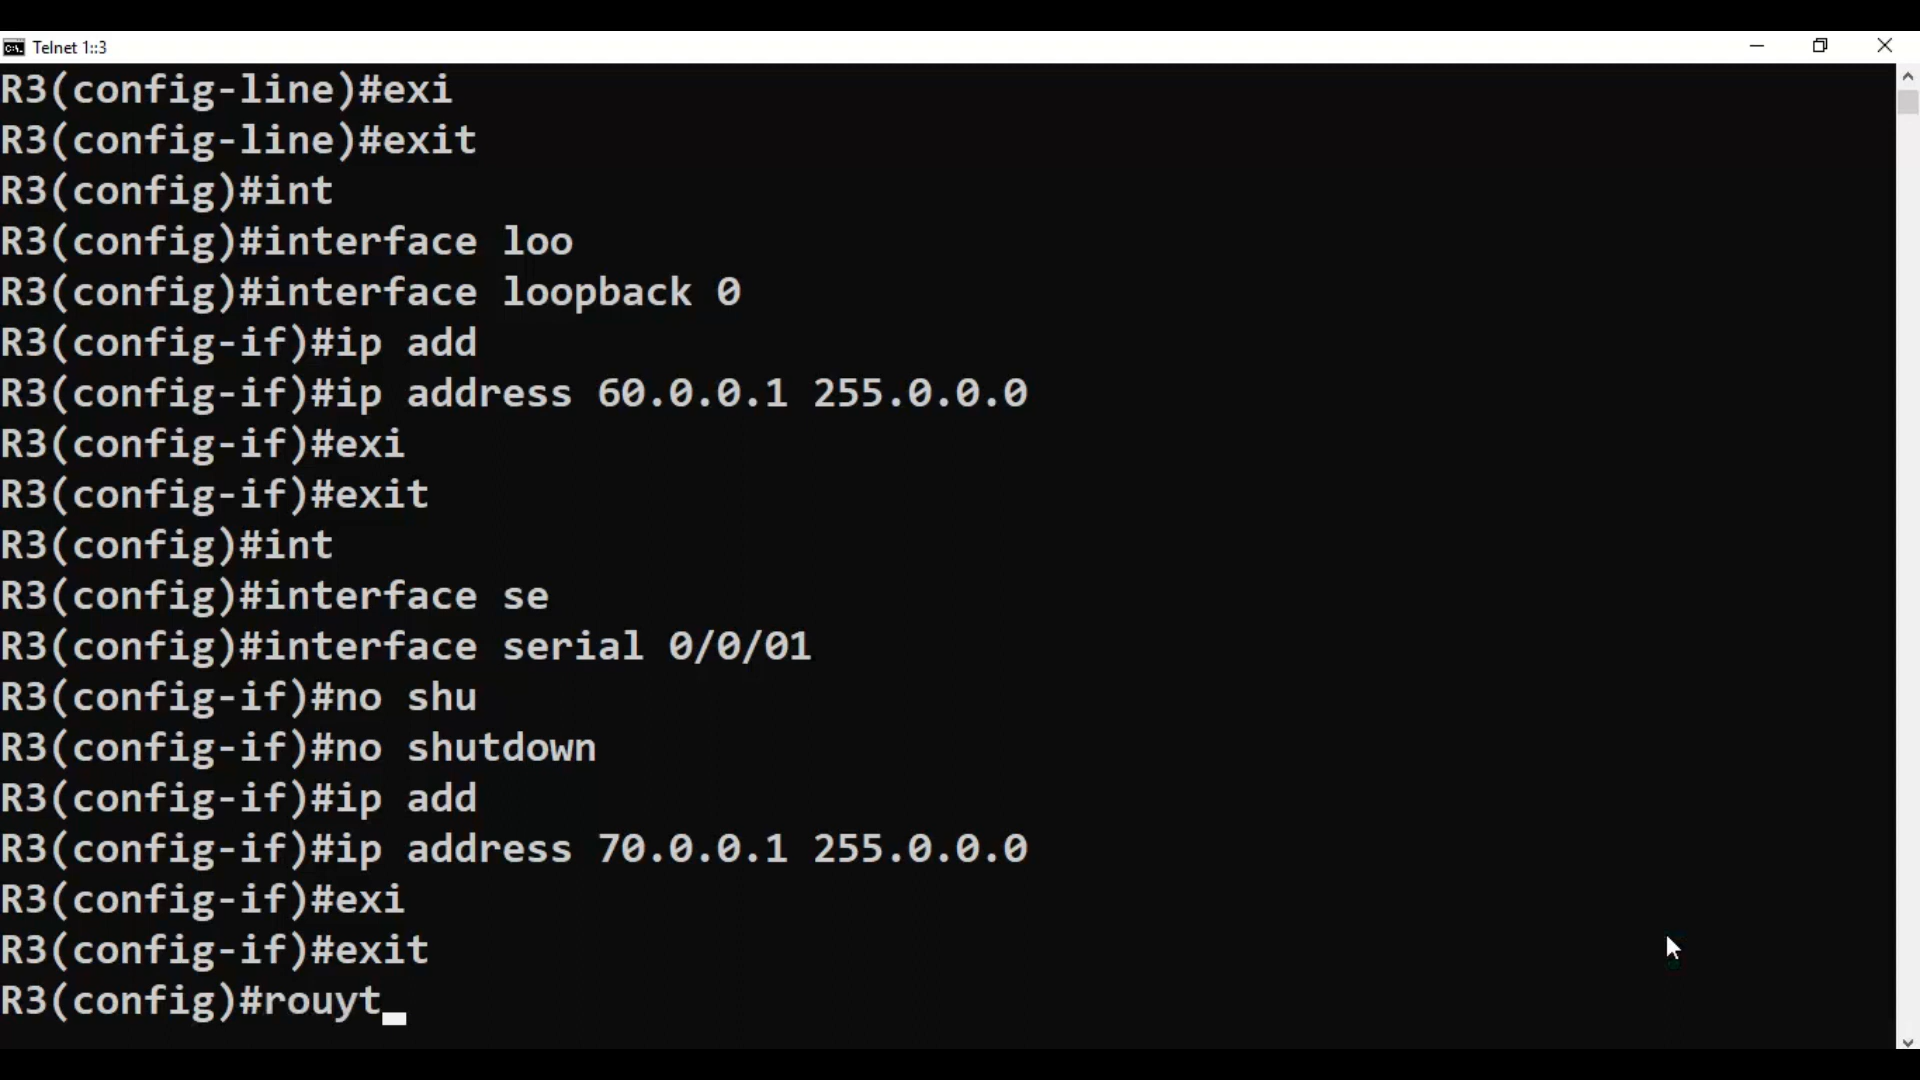 Telnet 1::3
R3(config-line)#exi
R3(config-line)#exit
R3(config)#int
R3(config)#interface loo
R3(config)#interface loopback 0
R3(config-if)#ip add
R3(config-if)#ip address 60.0.0.1 255.0.0.0
R3(config-if)#exi
R3(config-if)#exit
R3(config)#int
R3(config)#interface se
R3(config)#interface serial 0/0/01
R3(config-if)#no shu
R3(config-if)#no shutdown
R3(config-if)#ip add
R3(config-if)#ip address 70.0.0.1 255.0.0.0
R3(config-if)#exi
R3(config-if)#exit
R3(config)#rouyt